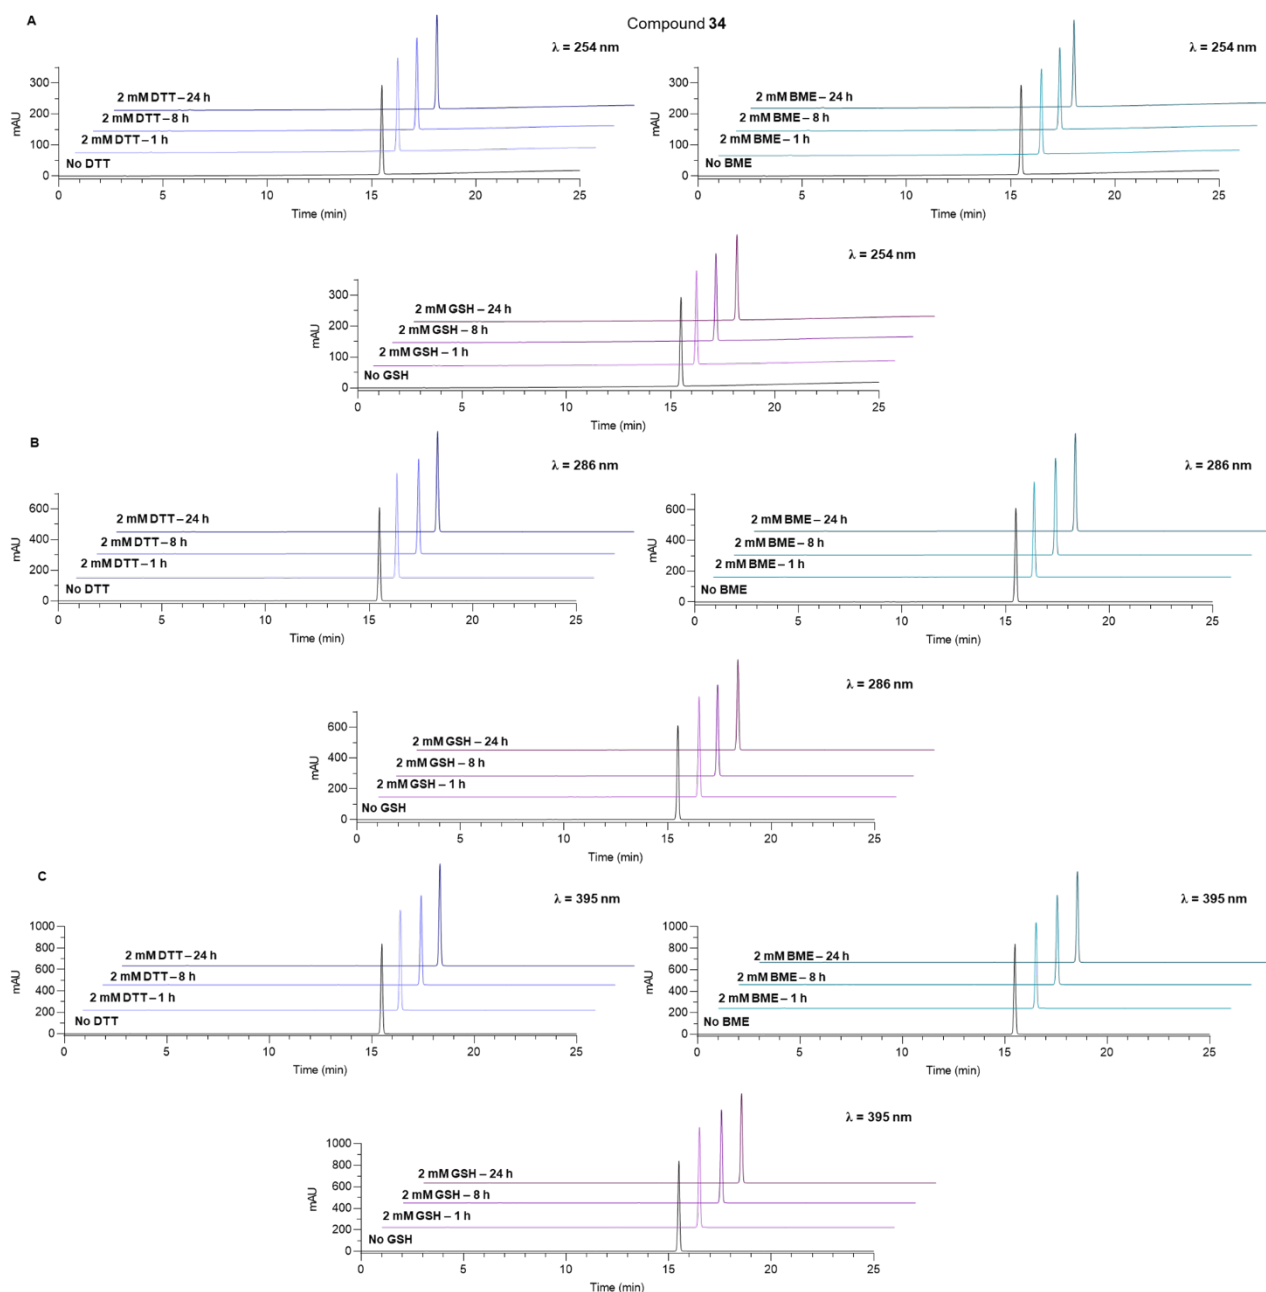 A
Compound 34
λ = 254 nm
mAU
300
200
100
0
2 mM DTT – 24 h
2 mM DTT – 8 h
2 mM DTT – 1 h
No DTT
0 5 10 15 20 25
Time (min)
λ = 254 nm
mAU
300
200
100
0
2 mM BME – 24 h
2 mM BME – 8 h
2 mM BME – 1 h
No BME
0 5 10 15 20 25
Time (min)
λ = 254 nm
mAU
300
200
100
0
2 mM GSH – 24 h
2 mM GSH – 8 h
2 mM GSH – 1 h
No GSH
0 5 10 15 20 25
Time (min)
B
λ = 286 nm
mAU
600
400
200
0
2 mM DTT – 24 h
2 mM DTT – 8 h
2 mM DTT – 1 h
No DTT
0 5 10 15 20 25
Time (min)
λ = 286 nm
mAU
600
400
200
0
2 mM BME – 24 h
2 mM BME – 8 h
2 mM BME – 1 h
No BME
0 5 10 15 20 25
Time (min)
λ = 286 nm
mAU
600
400
200
0
2 mM GSH – 24 h
2 mM GSH – 8 h
2 mM GSH – 1 h
No GSH
0 5 10 15 20 25
Time (min)
C
λ = 395 nm
mAU
1000
800
600
400
200
0
2 mM DTT – 24 h
2 mM DTT – 8 h
2 mM DTT – 1 h
No DTT
0 5 10 15 20 25
Time (min)
λ = 395 nm
mAU
1000
800
600
400
200
0
2 mM BME – 24 h
2 mM BME – 8 h
2 mM BME – 1 h
No BME
0 5 10 15 20 25
Time (min)
λ = 395 nm
mAU
1000
800
600
400
200
0
2 mM GSH – 24 h
2 mM GSH – 8 h
2 mM GSH – 1 h
No GSH
0 5 10 15 20 25
Time (min)